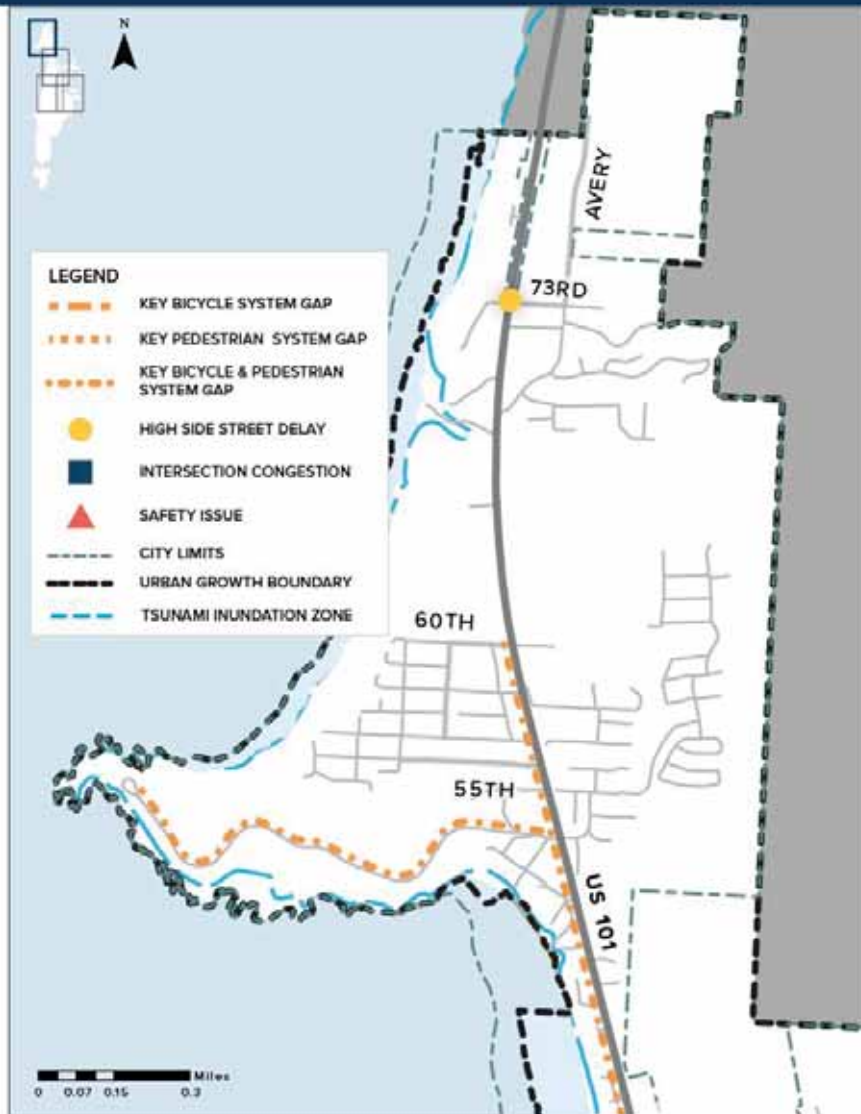 N
AVERY
73RD
LEGEND
KEY BICYCLE SYSTEM GAP
KEY PEDESTRIAN SYSTEM GAP
KEY BICYCLE & PEDESTRIAN
SYSTEM GAP
HIGH SIDE STREET DELAY
INTERSECTION CONGESTION
SAFETY ISSUE
CITY LIMITS
URBAN GROWTH BOUNDARY
TSUNAMI INUNDATION ZONE
60TH
55TH
US 101
Miles
0 0.07 0.15 0.3